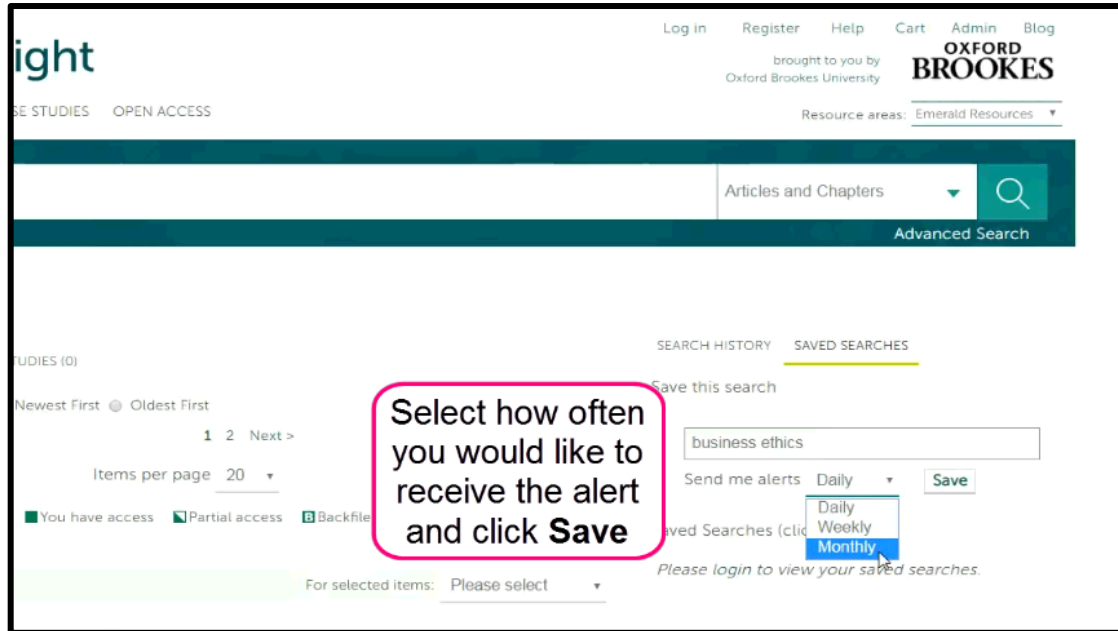 Log in Register Help Cart Admin Blog
ight
brought to you by
Oxford Brookes University
OXFORD
BROOKES
SE STUDIES OPEN ACCESS
Resource areas: Emerald Resources
Articles and Chapters
Advanced Search
SEARCH HISTORY SAVED SEARCHES
TUDIES (0)
Save this search
Newest First Oldest First
1 2 Next >
Items per page 20
You have access Partial access B Backfile
For selected items: Please select
Select how often
you would like to
receive the alert
and click Save
business ethics
Send me alerts Daily Save
Daily
Weekly
Monthly
aved Searches (clic
Please login to view your saved searches.